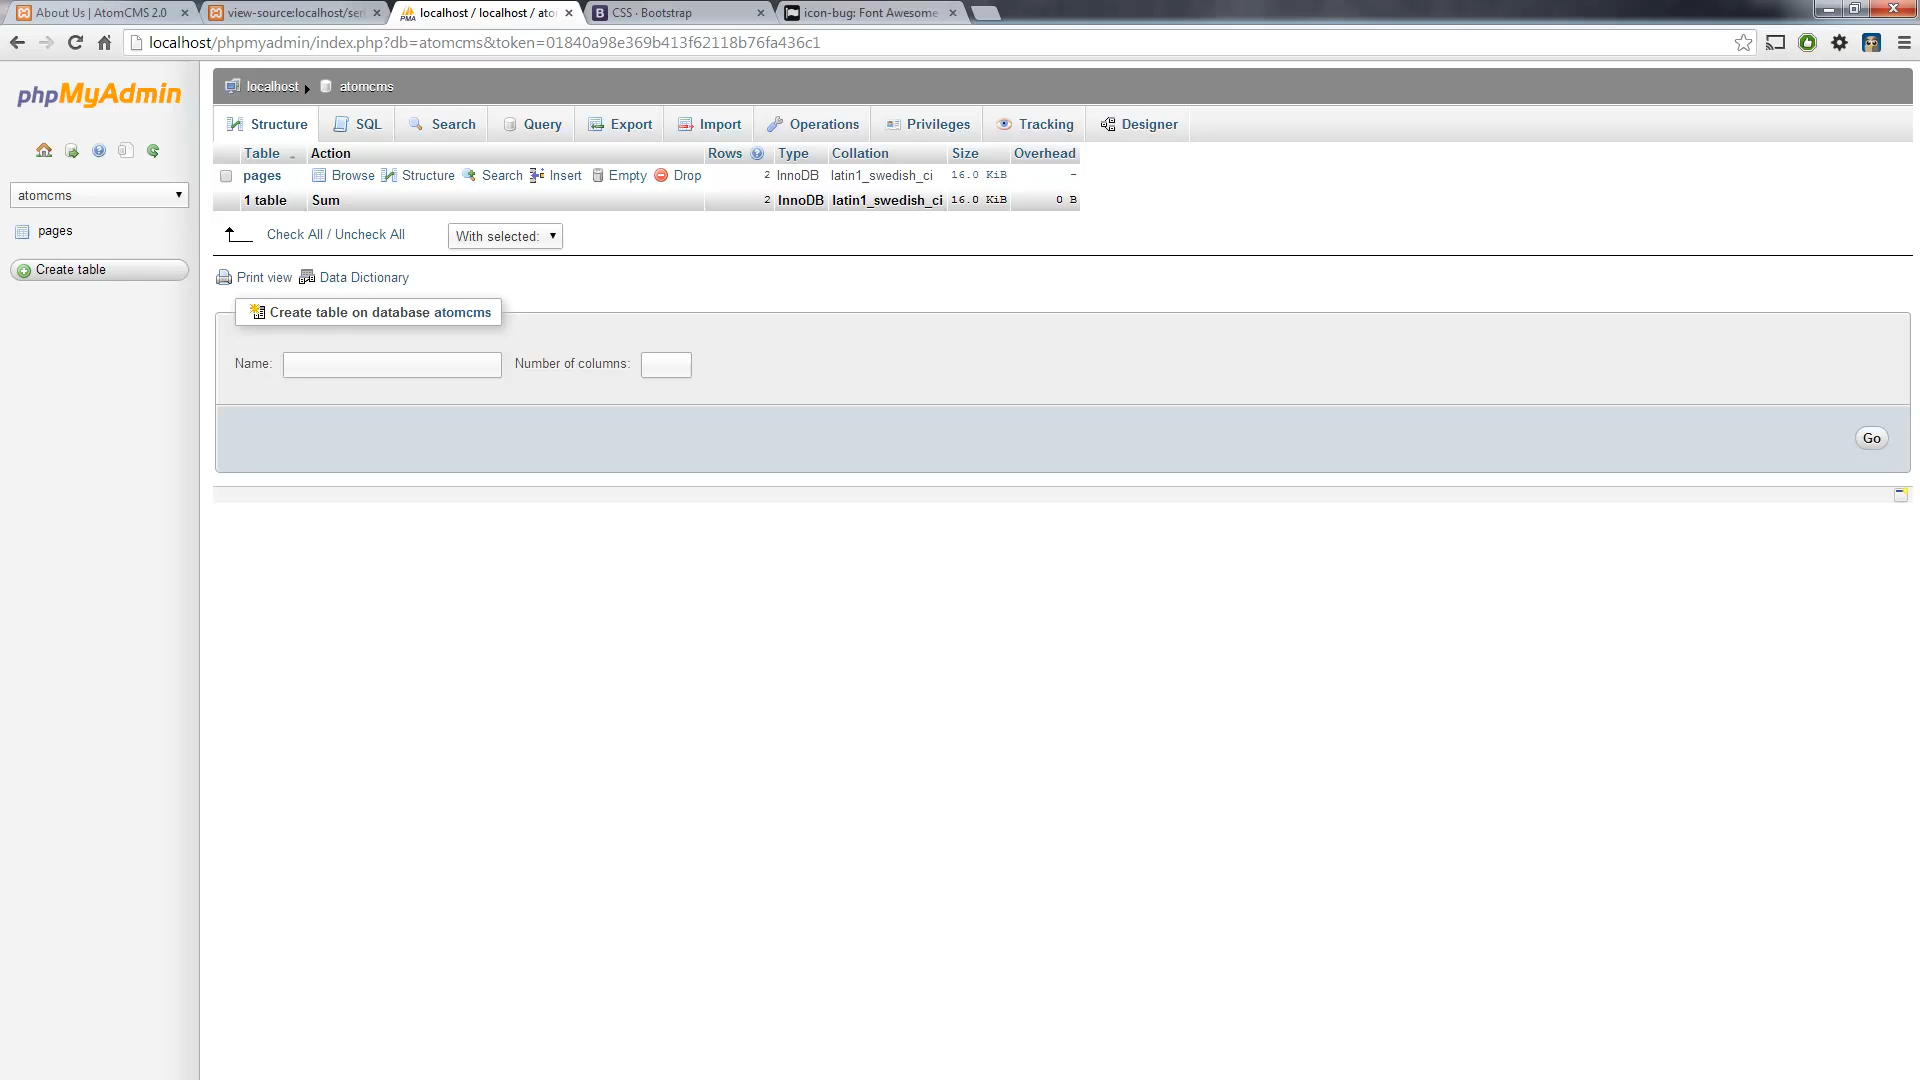 About Us | AtomCMS 2.0
view-source:localhost/ser
localhost / localhost / ato
CSS · Bootstrap
icon-bug: Font Awesome
localhost/phpmyadmin/index.php?db=atomcms&token=01840a98e369b413f62118b76fa436c1
phpMyAdmin
atomcms
pages
Create table
localhost
atomcms
Structure SQL Search Query Export Import Operations Privileges Tracking Designer
Table Action Rows Type Collation Size Overhead
pages Browse Structure Search Insert Empty Drop 2 InnoDB latin1_swedish_ci 16.0 KiB -
1 table Sum 2 InnoDB latin1_swedish_ci 16.0 KiB 0 B
Check All / Uncheck All With selected:
Print view Data Dictionary
Create table on database atomcms
Name: Number of columns:
Go